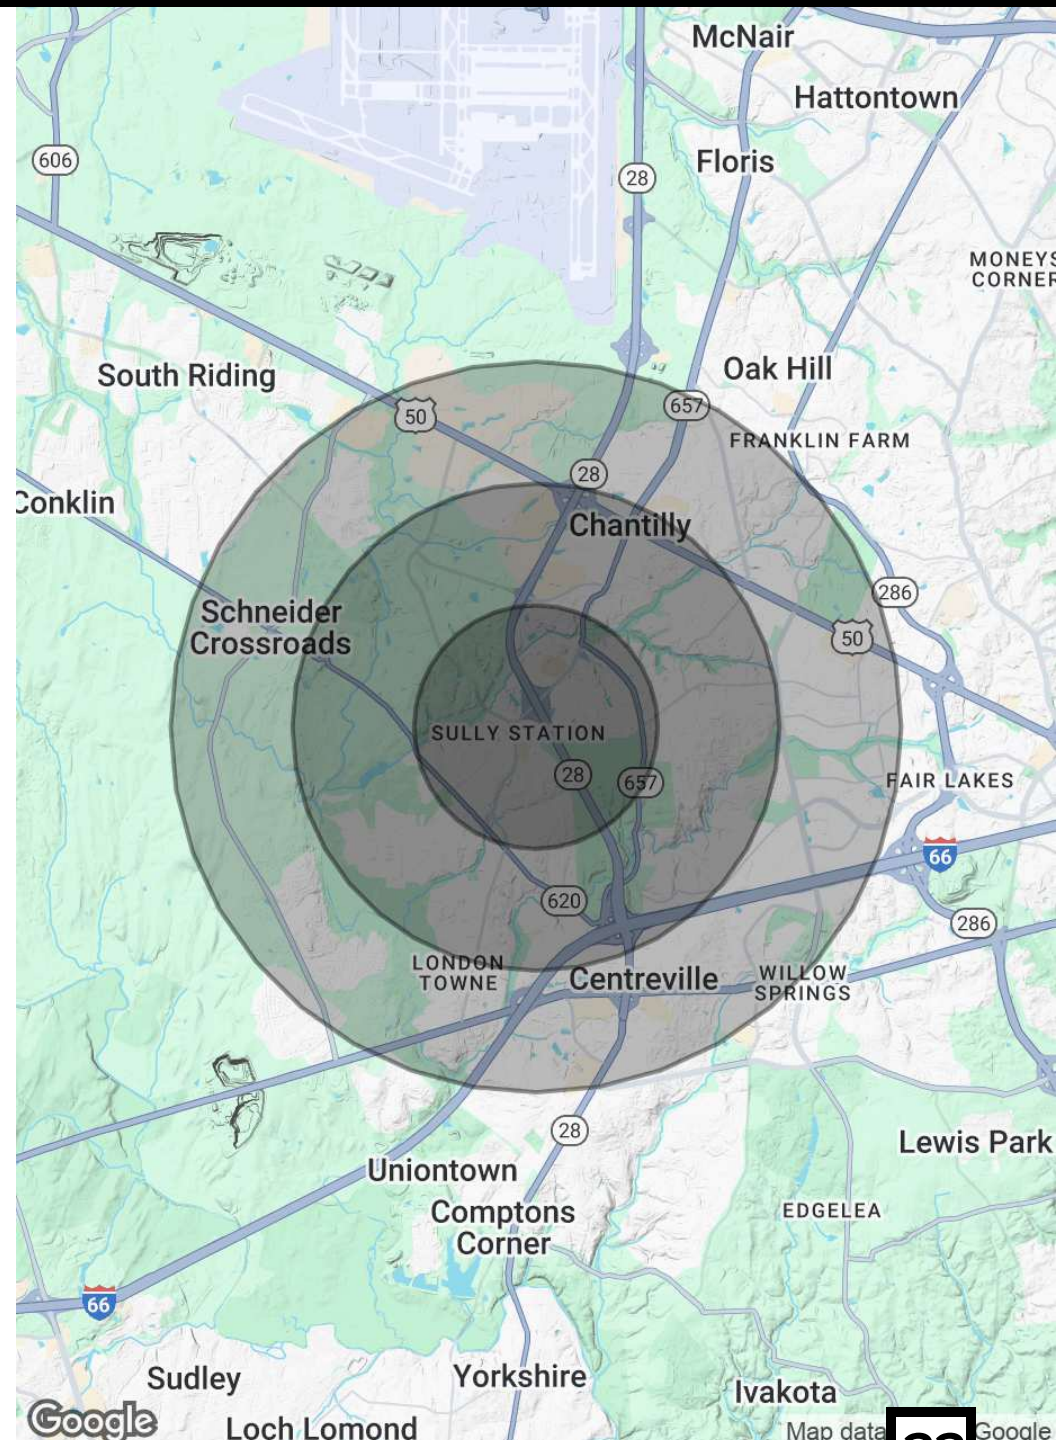 McNair
Hattontown
606
Floris
28
MONEYS
CORNER
South Riding
Oak Hill
50
657
FRANKLIN FARM
28
Conklin
Chantilly
286
Schneider
Crossroads
50
SULLY STATION
28
657
FAIR LAKES
66
620
286
LONDON
TOWNE
Centreville
WILLOW
SPRINGS
28
Lewis Park
Uniontown
EDGELEA
Comptons
Corner
66
Sudley
Yorkshire
Ivakota
Google
Loch Lomond
Map data
Google